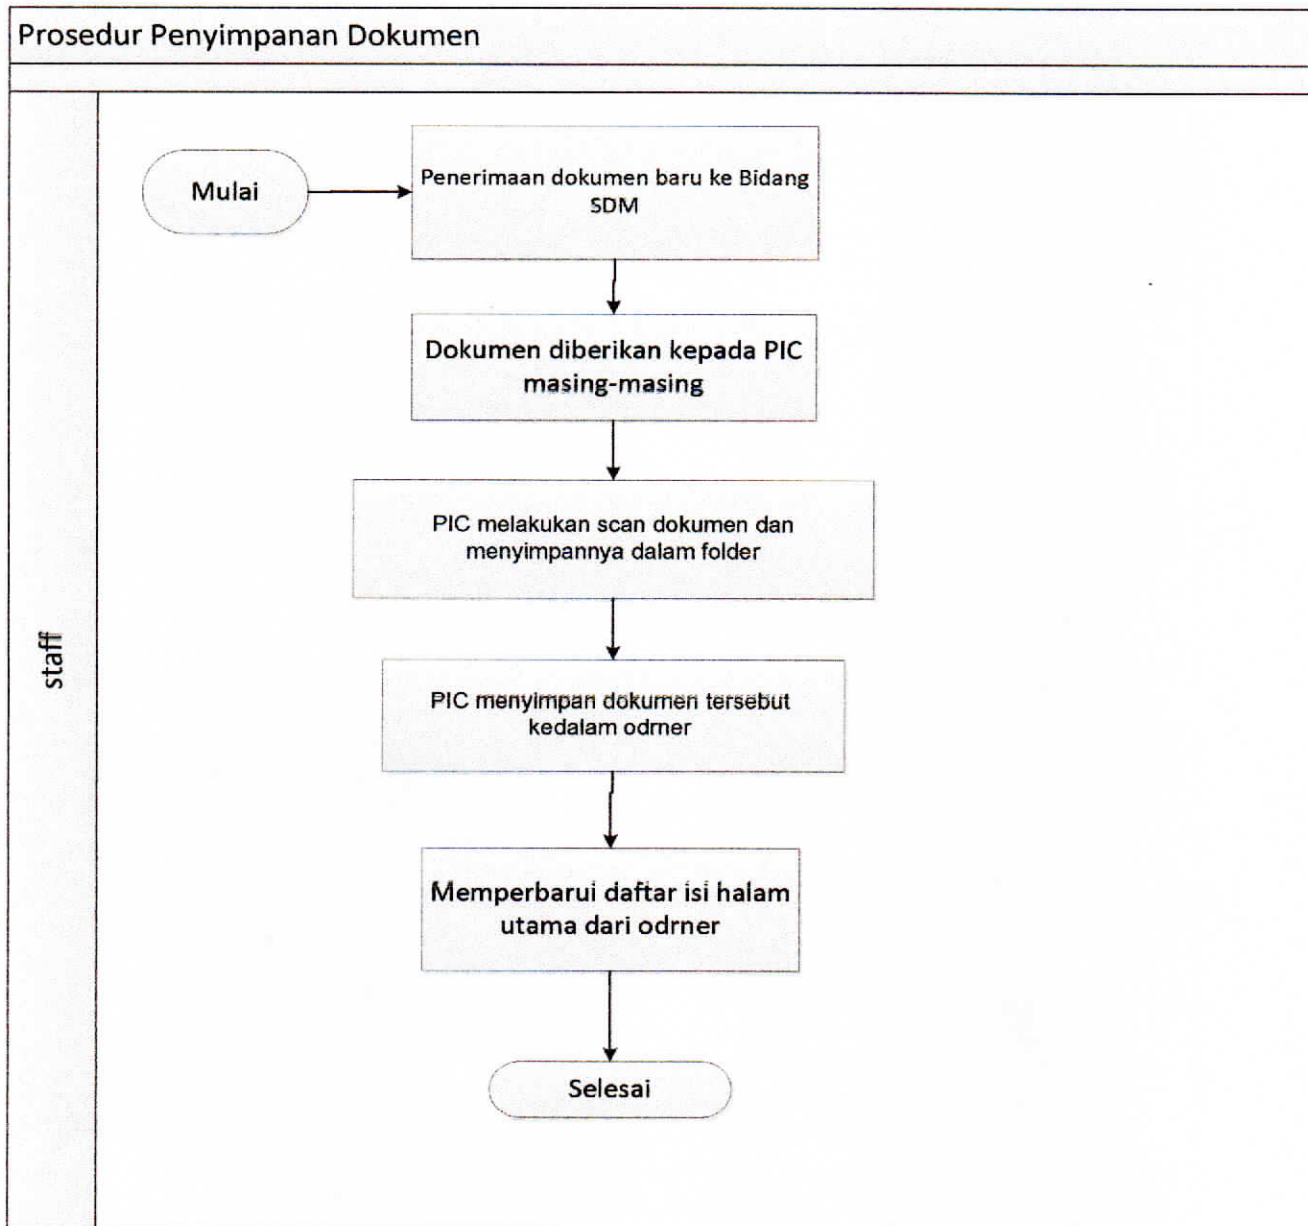 Prosedur Penyimpanan Dokumen
Mulai
Penerimaan dokumen baru ke Bidang
SDM
Dokumen diberikan kepada PIC
masing-masing
PIC melakukan scan dokumen dan
menyimpannya dalam folder
staff
PIC menyimpan dokumen tersebut
kedalam odrner
Memperbarui daftar isi halam
utama dari odrner
Selesai